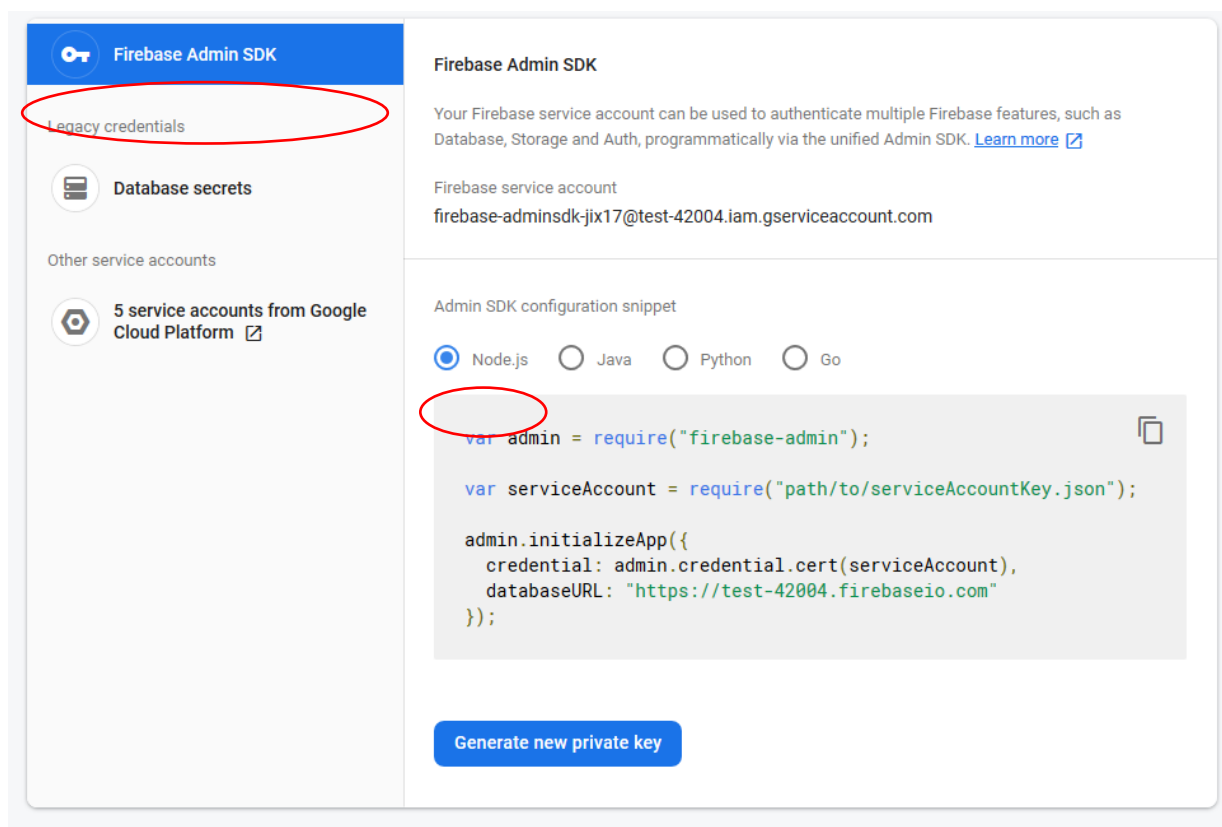 Firebase Admin SDK
Legacy credentials
Database secrets
Other service accounts
5 service accounts from Google
Cloud Platform
Firebase Admin SDK
Your Firebase service account can be used to authenticate multiple Firebase features, such as
Database, Storage and Auth, programmatically via the unified Admin SDK. Learn more
Firebase service account
firebase-adminsdk-jix17@test-42004.iam.gserviceaccount.com
Admin SDK configuration snippet
Node.js Java Python Go
var admin = require("firebase-admin");
var serviceAccount = require("path/to/serviceAccountKey.json");
admin.initializeApp({
  credential: admin.credential.cert(serviceAccount),
  databaseURL: "https://test-42004.firebaseio.com"
});
Generate new private key